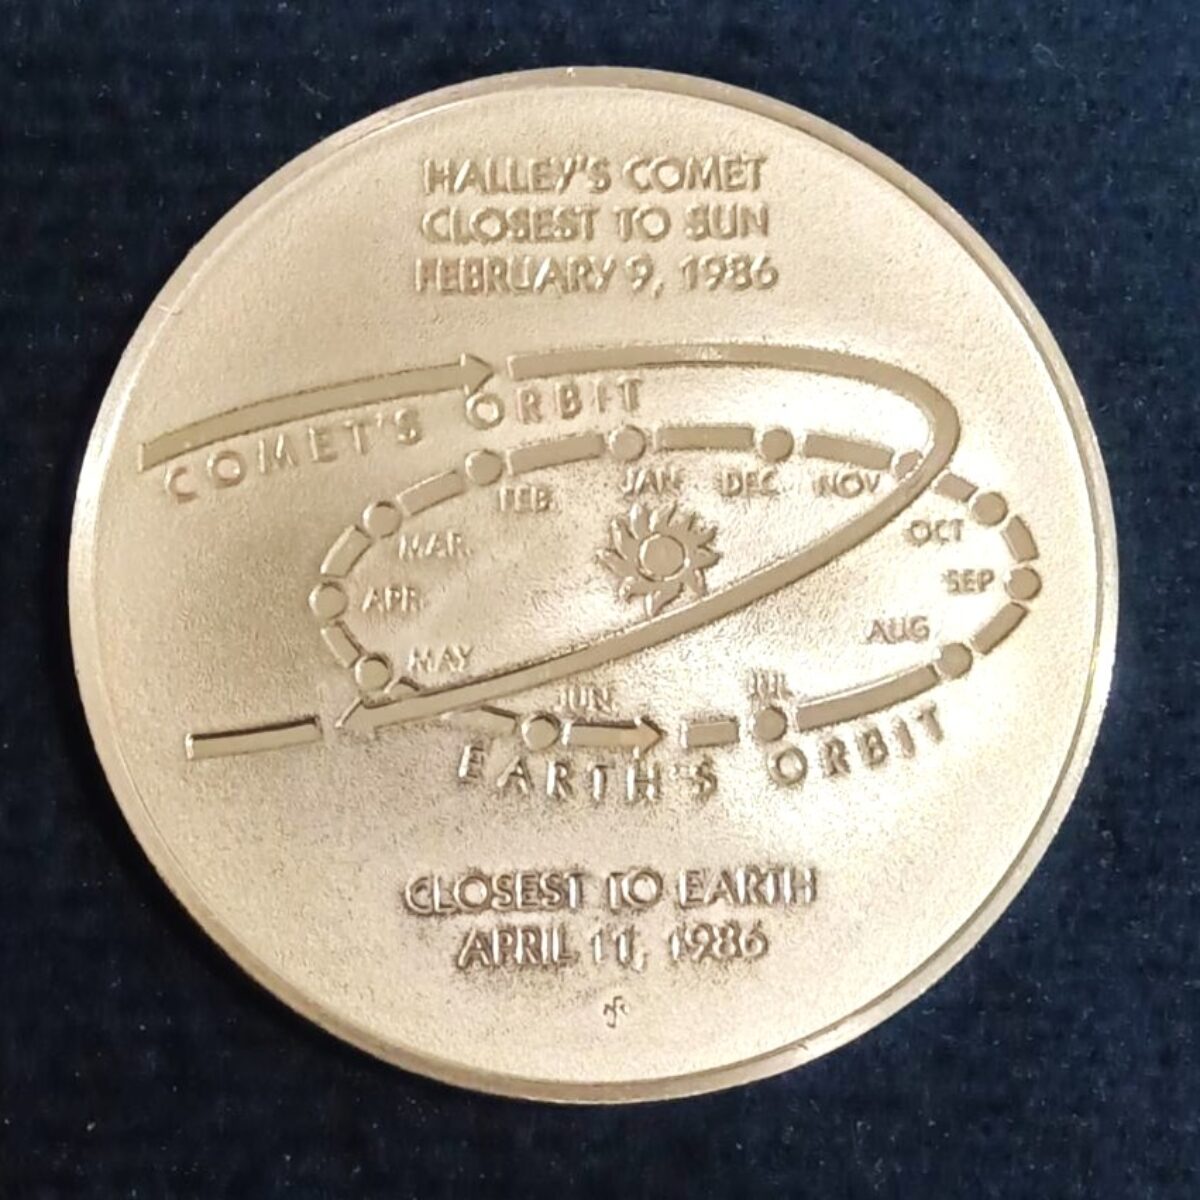 HALLEY'S COMET
CLOSEST TO SUN
FEBRUARY 9, 1986
COMET'S ORBIT
JAN
DEC
NOV
FEB
OCT
MAR
SEP
APR
AUG
MAY
JUN
JUL
EARTH'S ORBIT
CLOSEST TO EARTH
APRIL 11, 1986